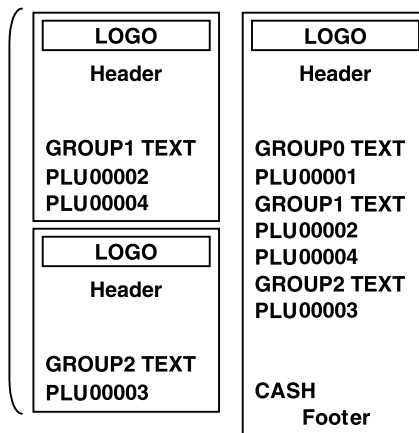 LOGO
Header
GROUP1 TEXT
PLU00002
PLU00004
LOGO
Header
GROUP2 TEXT
PLU00003
LOGO
Header
GROUP0 TEXT
PLU00001
GROUP1 TEXT
PLU00002
PLU00004
GROUP2 TEXT
PLU00003
CASH
Footer